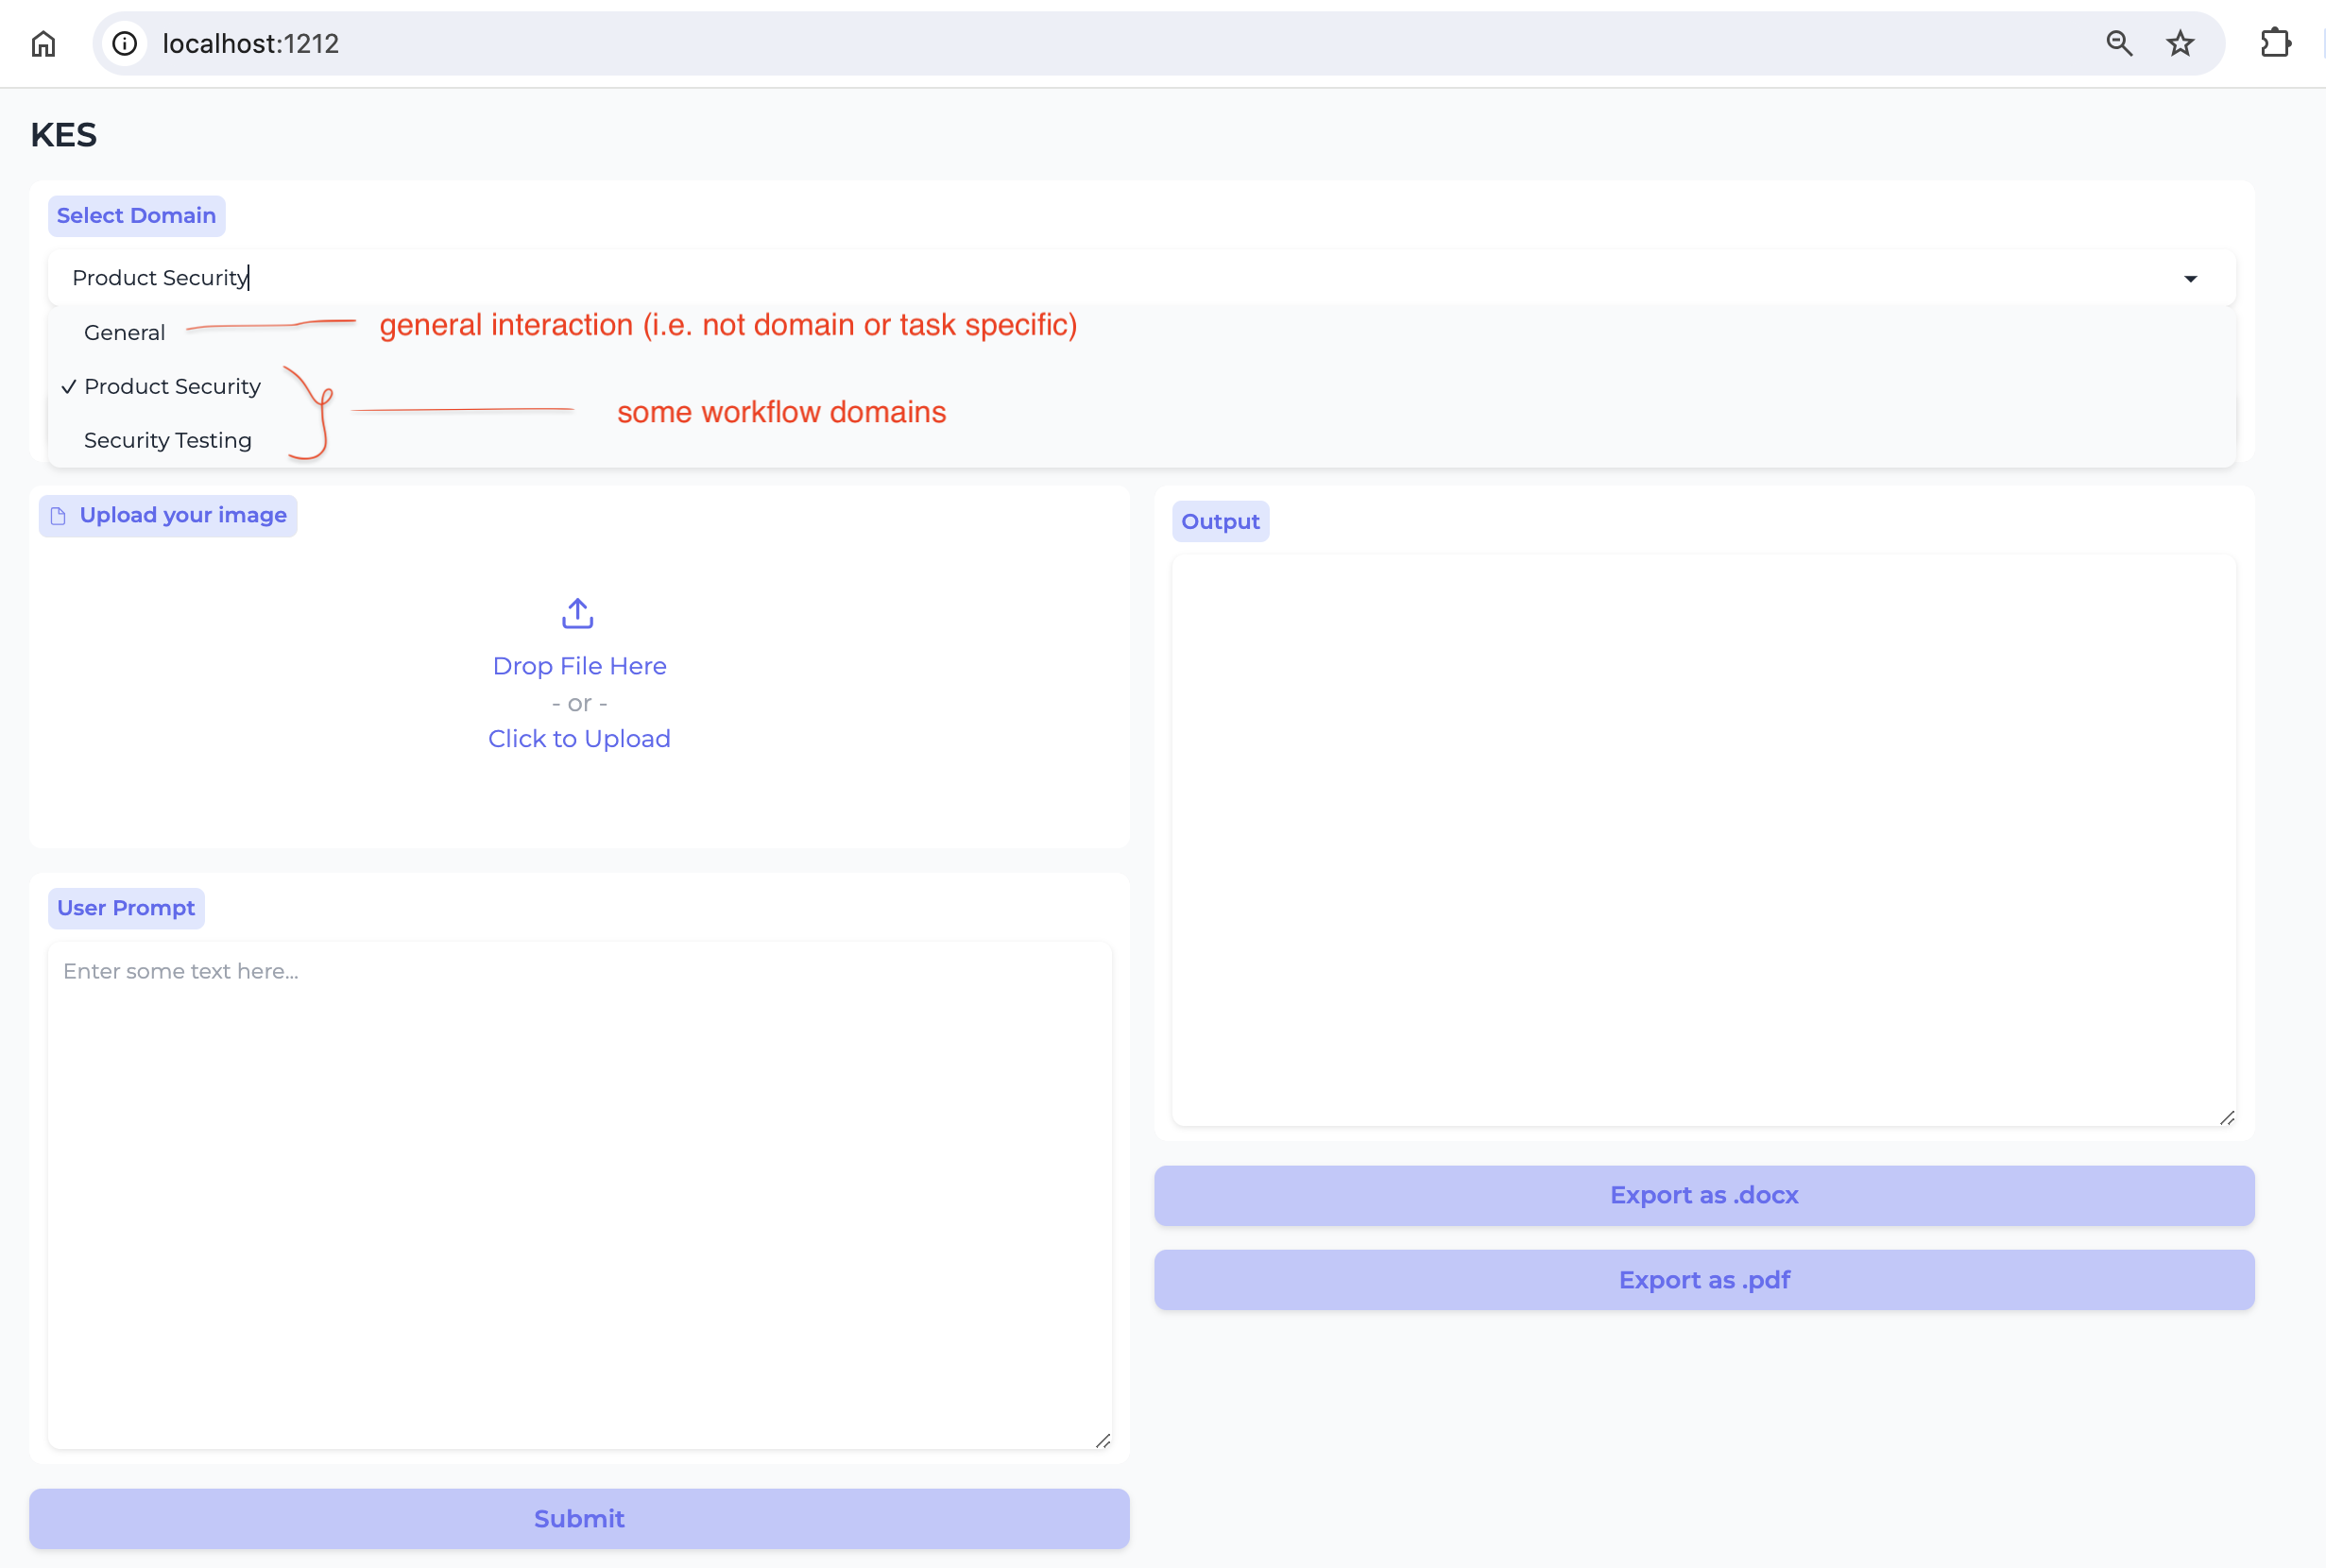 localhost:1212
KES
Select Domain
Product Security
General
general interaction (i.e. not domain or task specific)
Product Security
some workflow domains
Security Testing
Upload your image
Drop File Here
- or -
Click to Upload
User Prompt
Enter some text here...
Submit
Output
Export as .docx
Export as .pdf